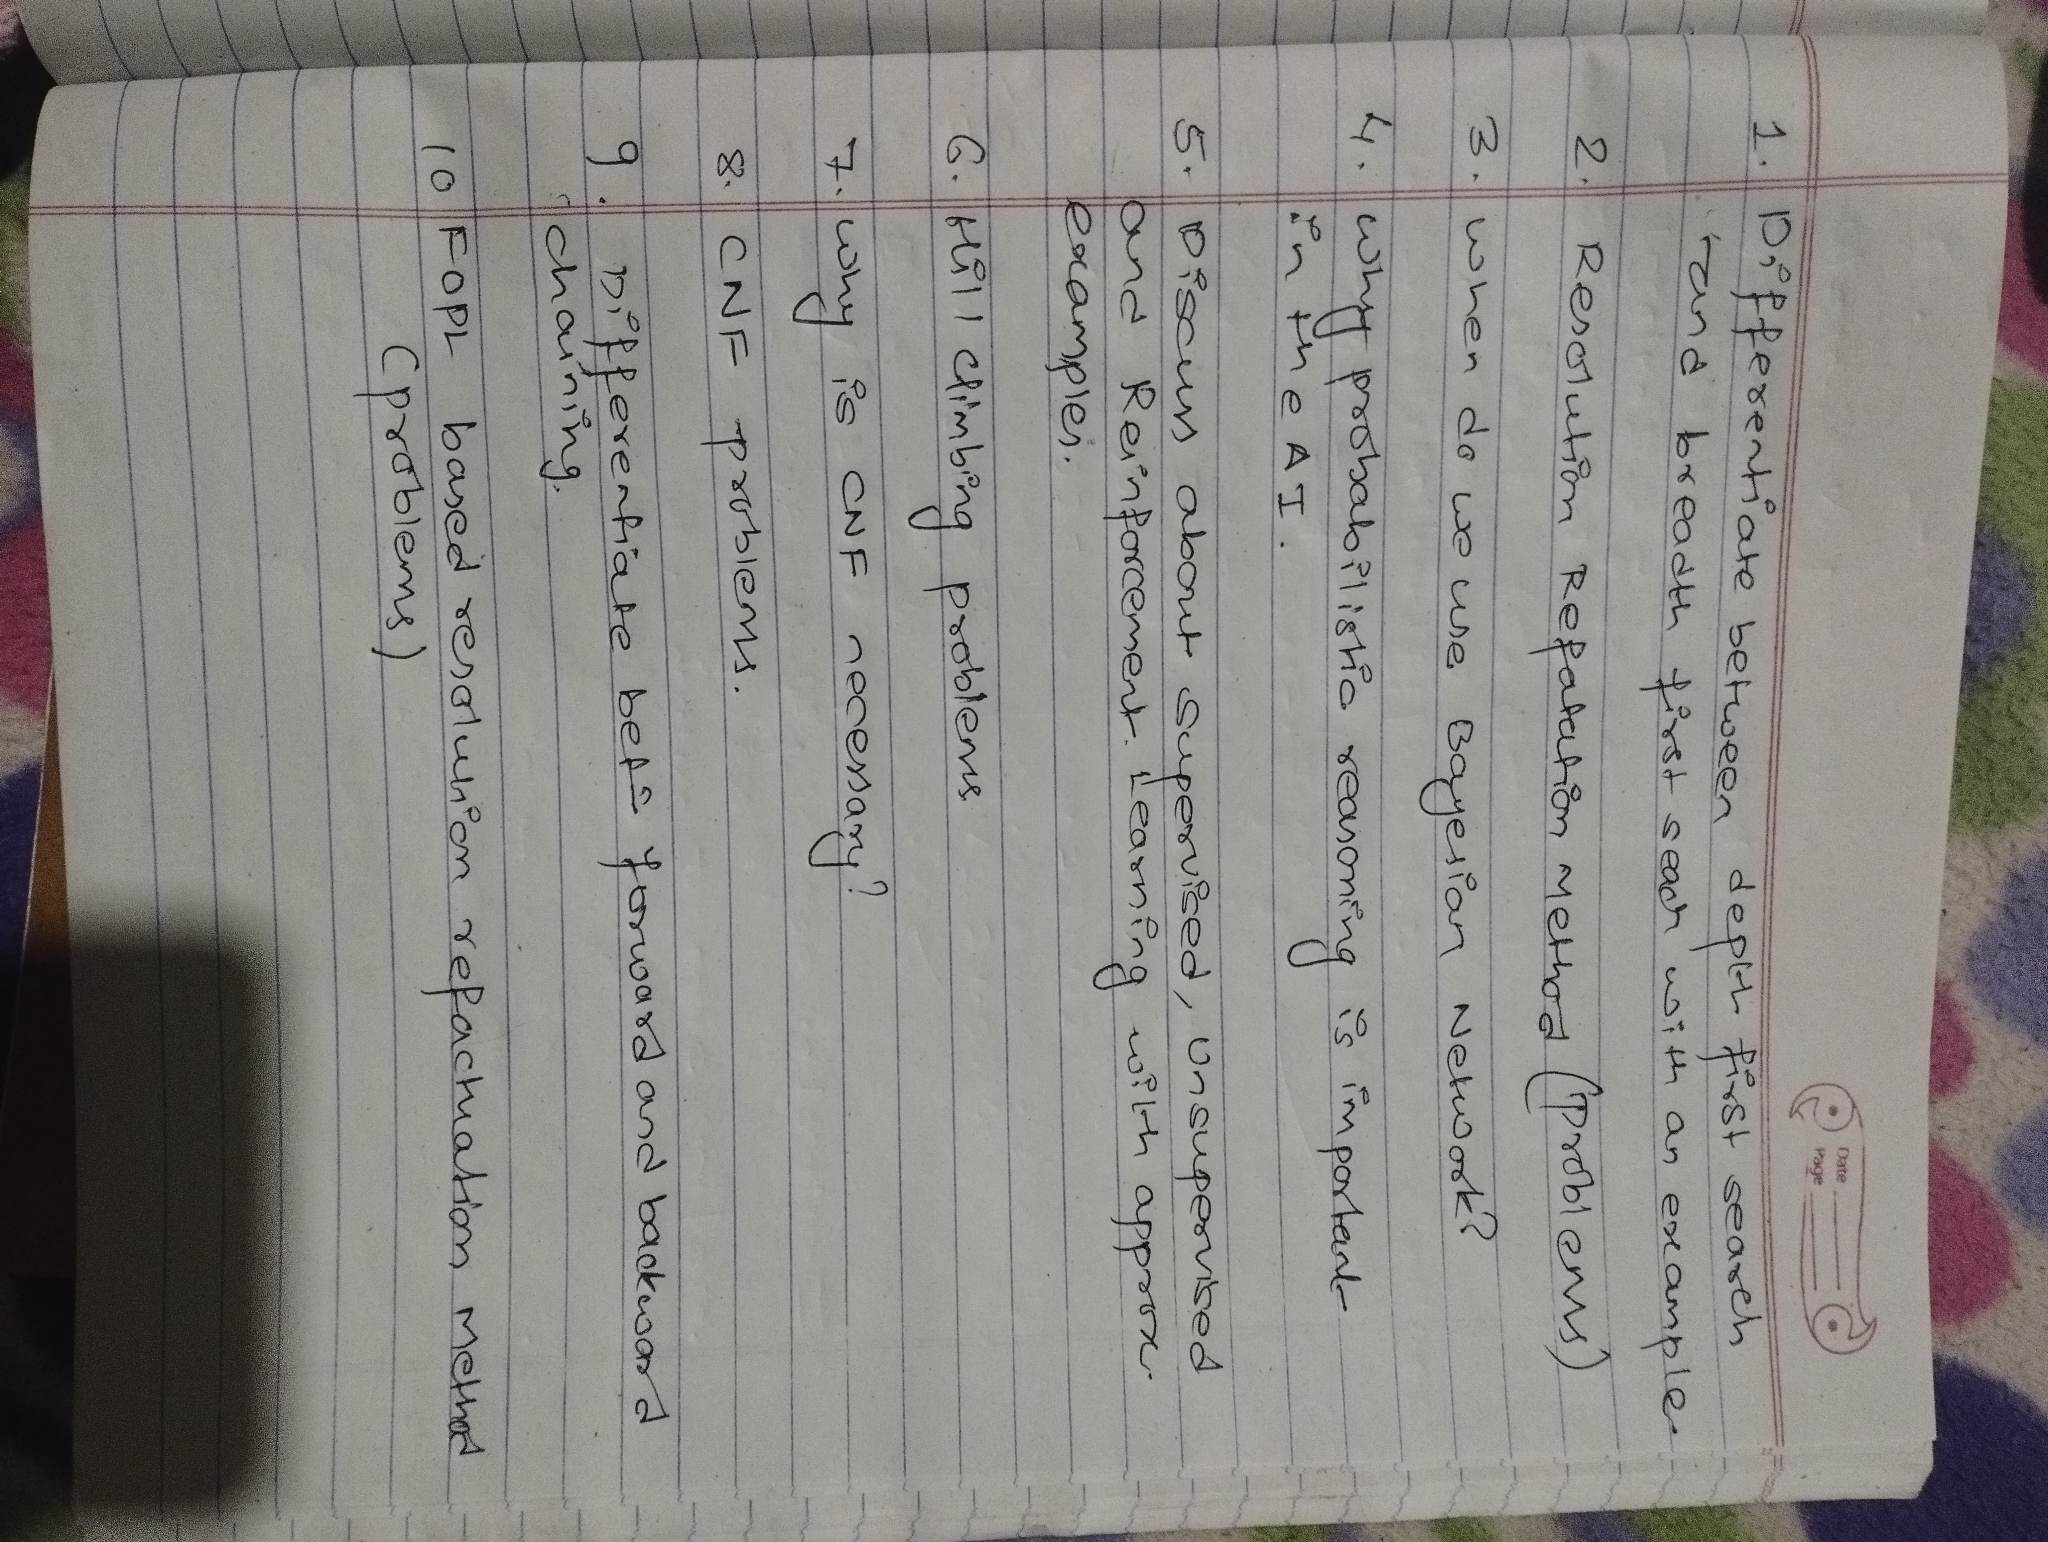 Date
Page
1. Differentiate between depth first search
and breadth first seach with an example.
2. Resolution Refatation Method (Problems)
3. when do we use Bayesian Network?
4. Why probabilistic reasoning is important
in the AI.
5. Discuss about supervised, Unsupervised
and Reinforcement. Learning with approx.
examples.
6. Hill Climbing problems
7. Why is CNF necessary?
8. CNF problems.
9. Differentiate betn forward and backward
chaining.
10 FOPL based resolution refactuation Method
(problems)